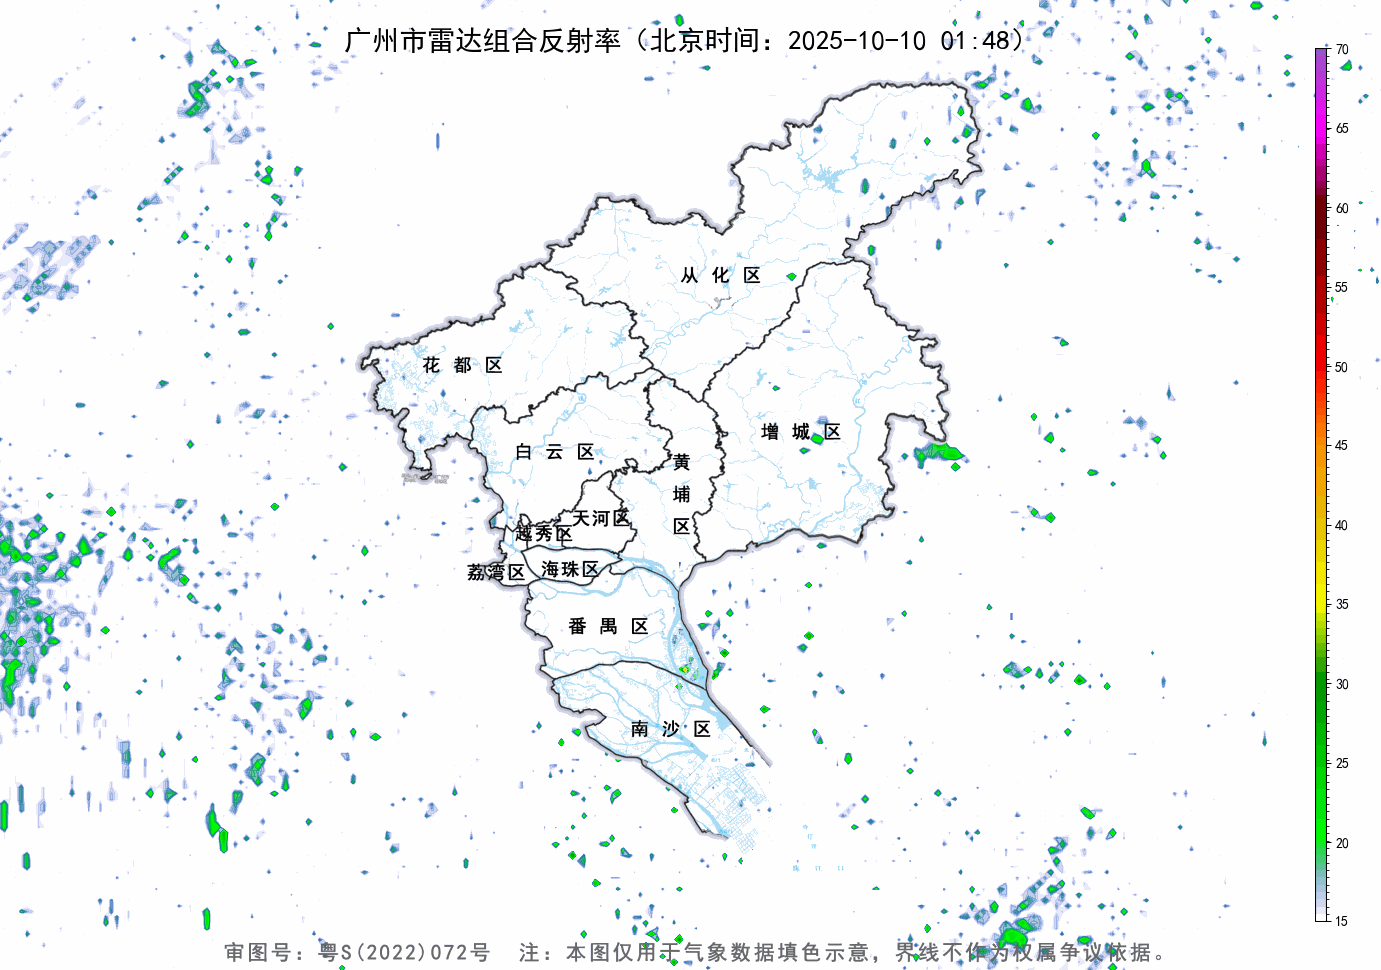 广州市雷达组合反射率（北京时间：2025-10-10 01:48）
70
65
60
55
50
45
40
35
30
25
20
15
从化区
花都区
增城区
白云区
黄埔区
天河区
越秀区
海珠区
荔湾区
番禺区
南沙区
审图号：粤S(2022)072号 注：本图仅用于气象数据填色示意，界线不作为权属争议依据。